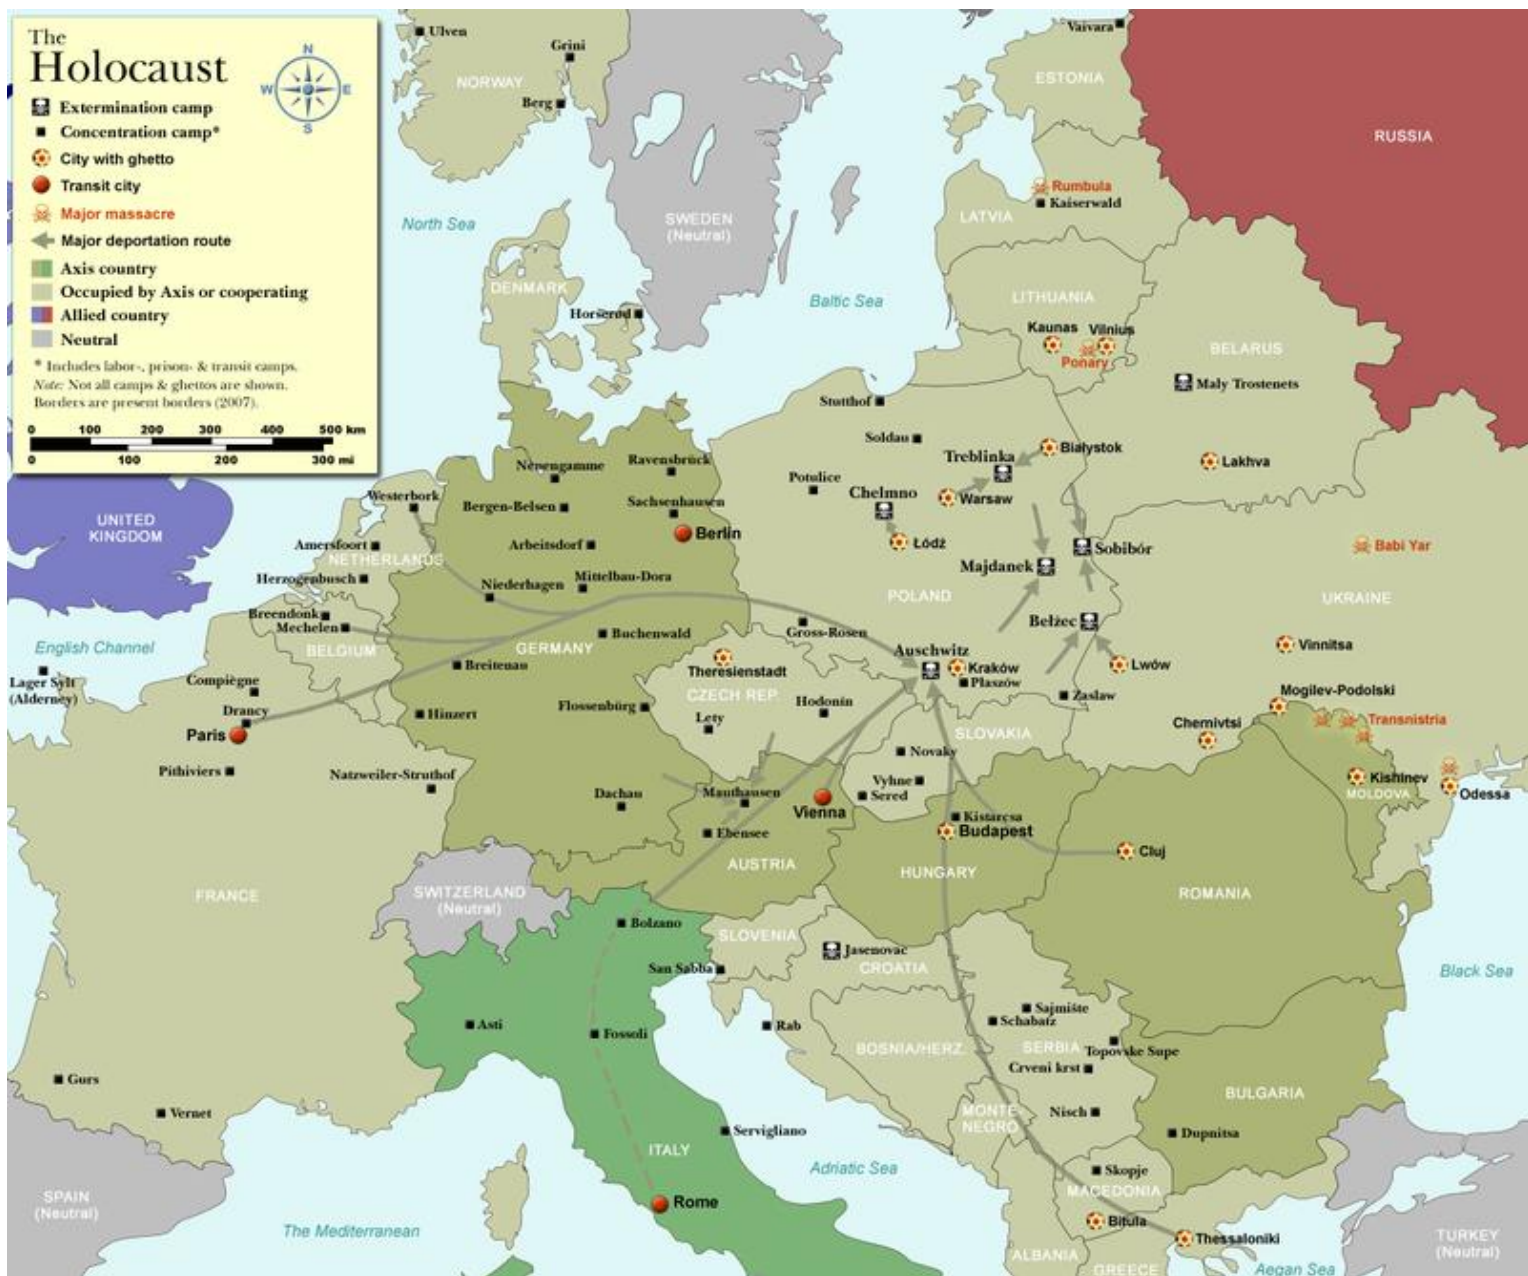 The
Holocaust
N
W
E
S
Extermination camp
Concentration camp*
City with ghetto
Transit city
Major massacre
Major deportation route
Axis country
Occupied by Axis or cooperating
Allied country
Neutral
* Includes labor-, prison- & transit camps.
Note: Not all camps & ghettos are shown.
Borders are present borders (2007).
0 100 200 300 400 500 km
0 100 200 300 mi
Ulven
Grini
NORWAY
Berg
Vaivara
ESTONIA
RUSSIA
North Sea
SWEDEN
(Neutral)
Rumbula
Kaiserwald
LATVIA
DENMARK
Horserød
Baltic Sea
LITHUANIA
Kaunas
Vilnius
Ponary
BELARUS
Maly Trostenets
Stutthof
Soldau
Treblinka
Białystok
Lakhva
Potulice
Chełmno
Warsaw
Łódź
Sobibór
Majdanek
POLAND
Bełżec
Babi Yar
UKRAINE
Vinnitsa
Lwów
UNITED
KINGDOM
Westerbork
Neuengamme
Ravensbrück
Bergen-Belsen
Sachsenhausen
Berlin
Amersfoort
NETHERLANDS
Arbeitsdorf
Herzogenbusch
Niederhagen
Mittelbau-Dora
Breendonk
Mechelen
BELGIUM
GERMANY
Buchenwald
Gross-Rosen
English Channel
Lager Sylt
(Alderney)
Compiègne
Breitenau
Theresienstadt
CZECH REP.
Auschwitz
Kraków
Płaszów
Zaslaw
Mogilev-Podolski
Drancy
Paris
Hinzert
Flossenbürg
Lety
Hodonín
SLOVAKIA
Chernivtsi
Transnistria
Pithiviers
Natzweiler-Struthof
Novaky
Vyhne
Sered
Kishinev
MOLDOVA
Odessa
Dachau
Mauthausen
Vienna
Ebensee
AUSTRIA
Kistarcsa
Budapest
HUNGARY
Cluj
ROMANIA
FRANCE
SWITZERLAND
(Neutral)
Bolzano
SLOVENIA
San Sabba
Jasenovac
CROATIA
Black Sea
Asti
Fossoli
Rab
BOSNIA/HERZ.
Sajmište
Schabatz
SERBIA
Topovske Supe
Crveni krst
Gurs
Vernet
Nisch
BULGARIA
MONTE-
NEGRO
Servigliano
ITALY
Dupnitsa
Adriatic Sea
Skopje
MACEDONIA
SPAIN
(Neutral)
Rome
The Mediterranean
Bitula
Thessaloniki
TURKEY
(Neutral)
ALBANIA
GREECE
Aegan Sea